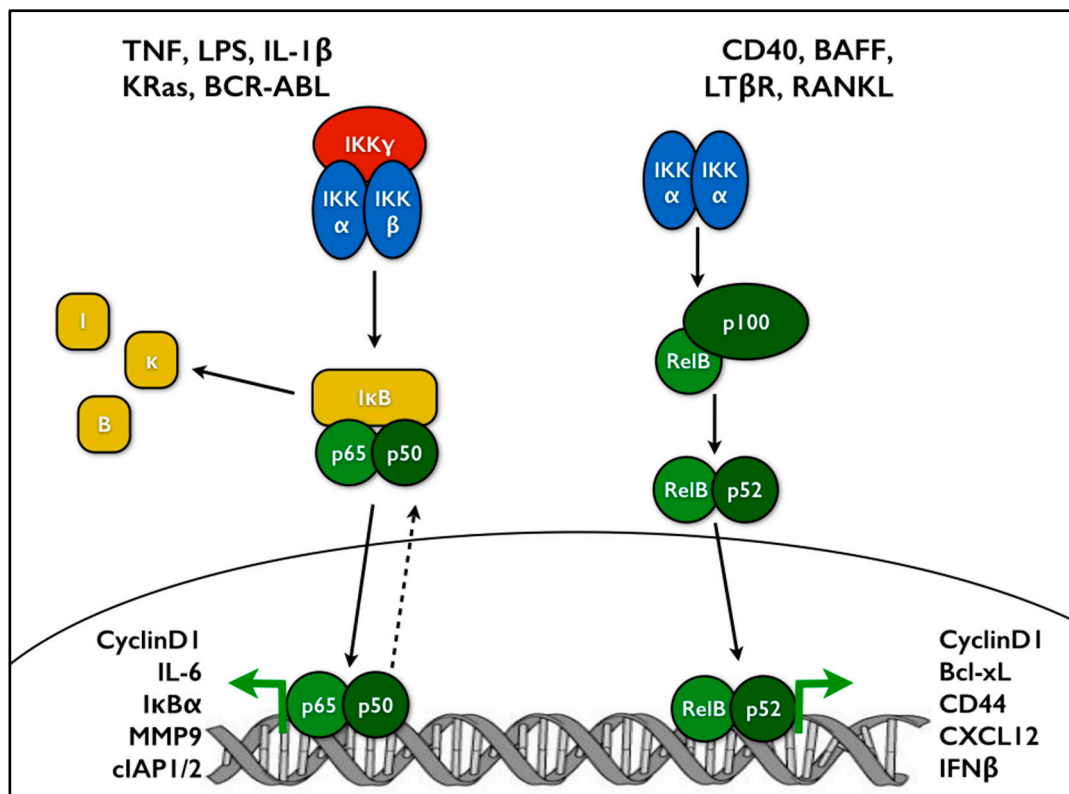 TNF, LPS, IL-1β
KRas, BCR-ABL
CD40, BAFF,
LTβR, RANKL
IKKγ
IKK
α
IKK
β
IKK
α
IKK
α
p100
RelB
I
κ
B
IκB
p65
p50
RelB
p52
CyclinD1
IL-6
IκBα
MMP9
cIAP1/2
p65
p50
RelB
p52
CyclinD1
Bcl-xL
CD44
CXCL12
IFNβ